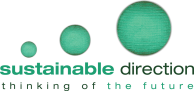 sustainable direction
thinking of the future